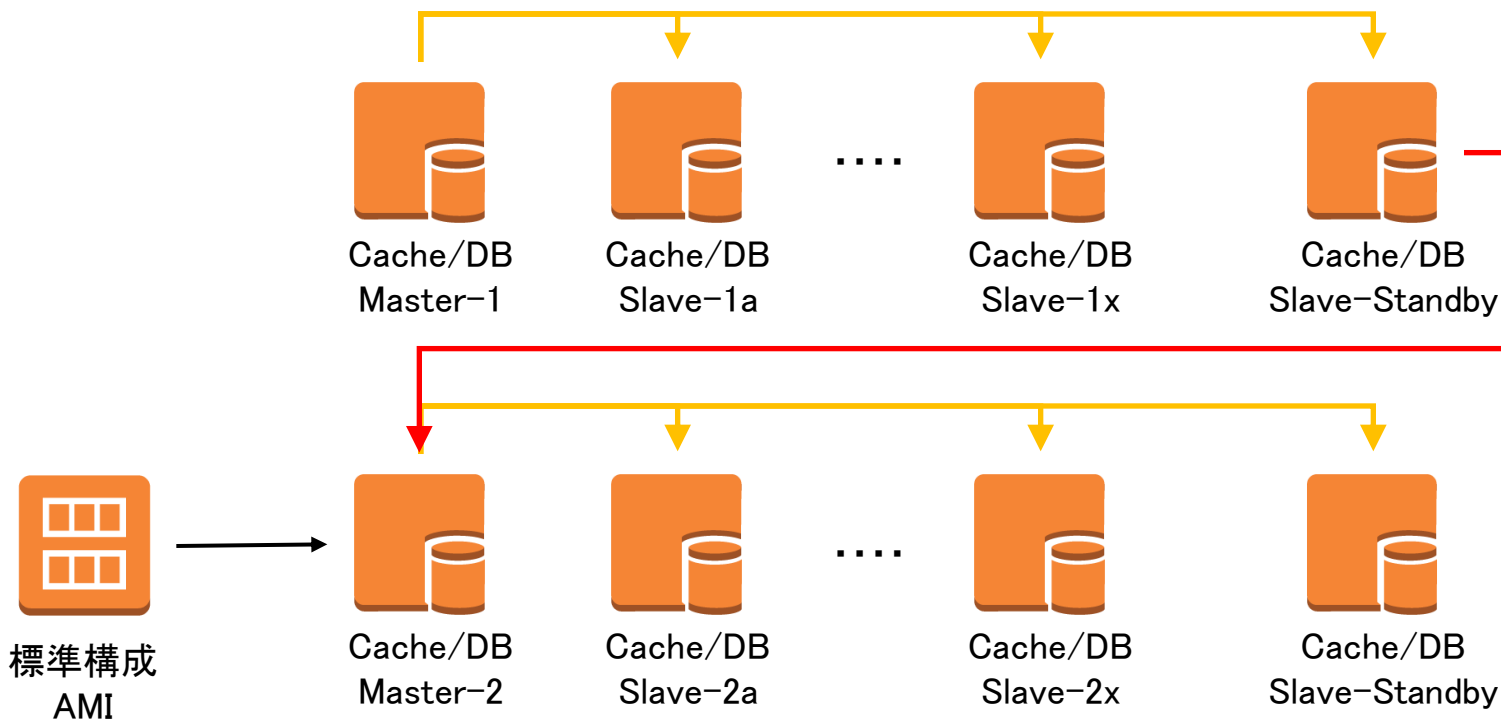 ....
Cache/DB
Master-1
Cache/DB
Slave-1a
Cache/DB
Slave-1x
Cache/DB
Slave-Standby
....
標準構成
AMI
Cache/DB
Master-2
Cache/DB
Slave-2a
Cache/DB
Slave-2x
Cache/DB
Slave-Standby